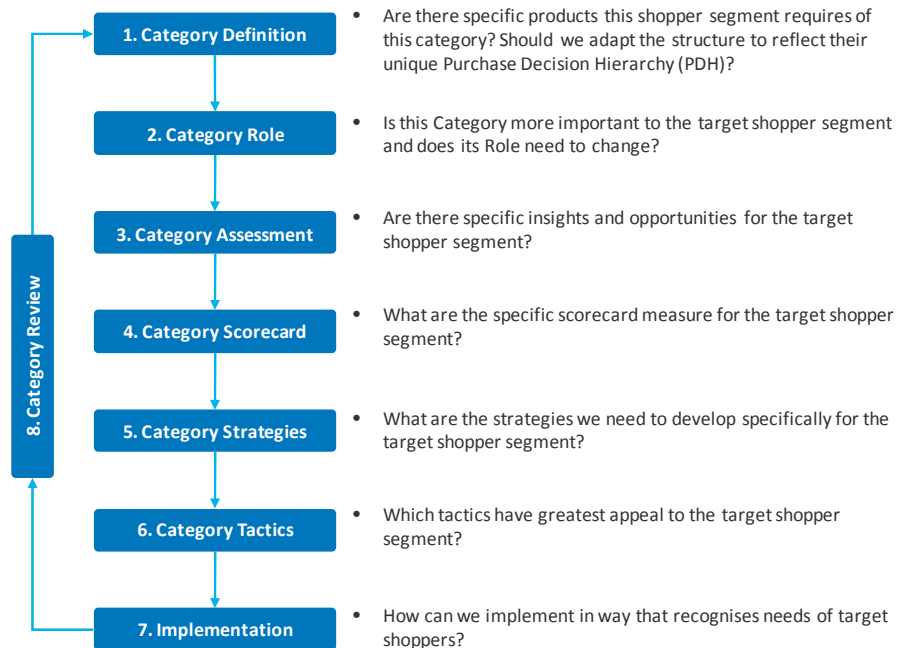 1. Category Definition
• Are there specific products this shopper segment requires of
this category? Should we adapt the structure to reflect their
unique Purchase Decision Hierarchy (PDH)?
2. Category Role
• Is this Category more important to the target shopper segment
and does its Role need to change?
3. Category Assessment
• Are there specific insights and opportunities for the target
shopper segment?
4. Category Scorecard
• What are the specific scorecard measure for the target shopper
segment?
5. Category Strategies
• What are the strategies we need to develop specifically for the
target shopper segment?
6. Category Tactics
• Which tactics have greatest appeal to the target shopper
segment?
7. Implementation
• How can we implement in way that recognises needs of target
shoppers?
8. Category Review